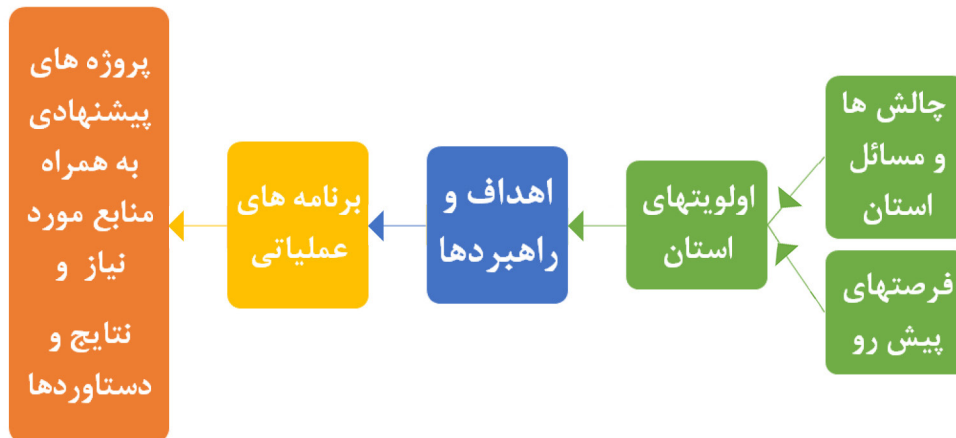 چالش ها
و مسائل
استان
فرصتهای
پیش رو
اولویتهای
استان
اهداف و
راهبردها
برنامه های
عملیاتی
پروژه های
پیشنهادی
به همراه
منابع مورد
نیاز و
نتایج و
دستاوردها